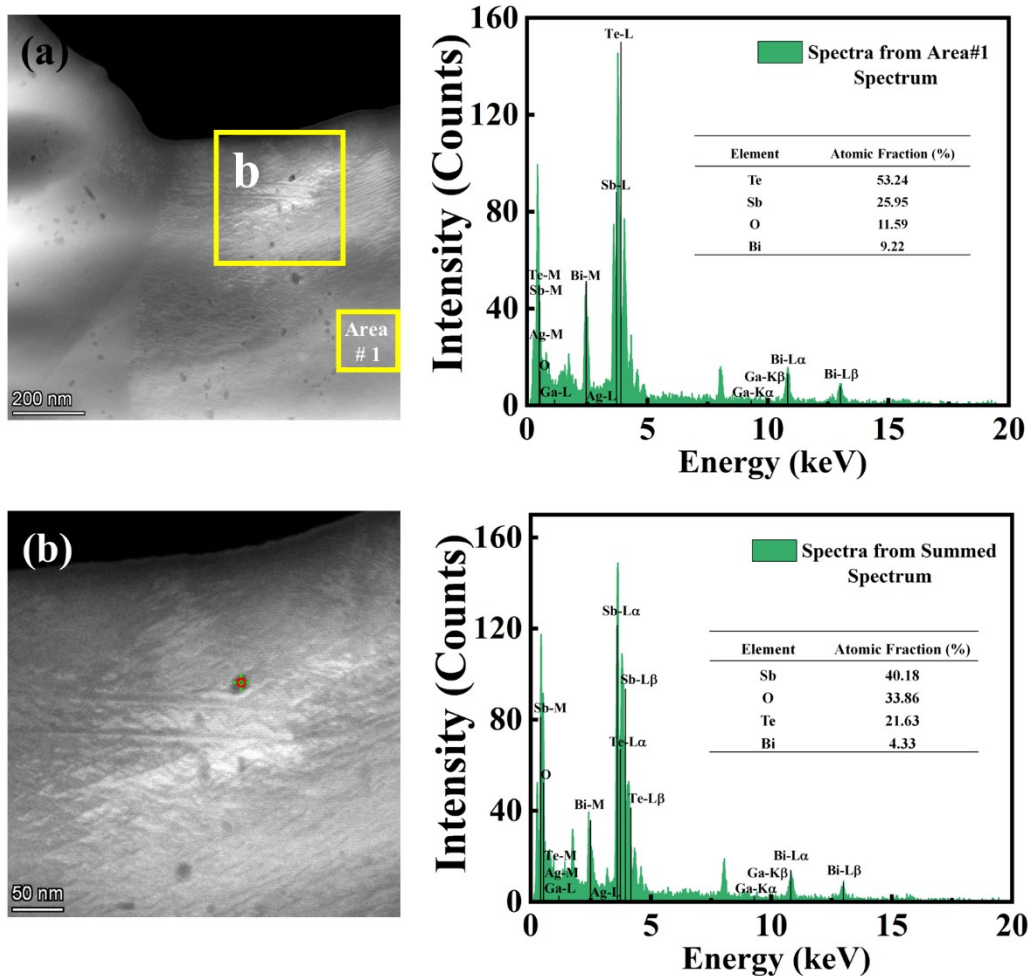 (a)
b
Area
# 1
200 nm
Intensity (Counts)
160
120
80
40
0
Te-L
Sb-L
Te-M
Sb-M
Bi-M
Ag-M
O
Ga-L
Ag-L
Bi-Lα
Ga-Kβ
Ga-Kα
Bi-Lβ
Spectra from Area#1
Spectrum
Element Atomic Fraction (%)
Te 53.24
Sb 25.95
O 11.59
Bi 9.22
0 5 10 15 20
Energy (keV)
(b)
50 nm
Intensity (Counts)
160
120
80
40
0
Sb-Lα
Sb-Lβ
Sb-M
Te-Lα
O
Bi-M
Te-Lβ
Te-M
Ag-M
Ga-L
Ag-L
Bi-Lα
Ga-Kβ
Ga-Kα
Bi-Lβ
Spectra from Summed
Spectrum
Element Atomic Fraction (%)
Sb 40.18
O 33.86
Te 21.63
Bi 4.33
0 5 10 15 20
Energy (keV)